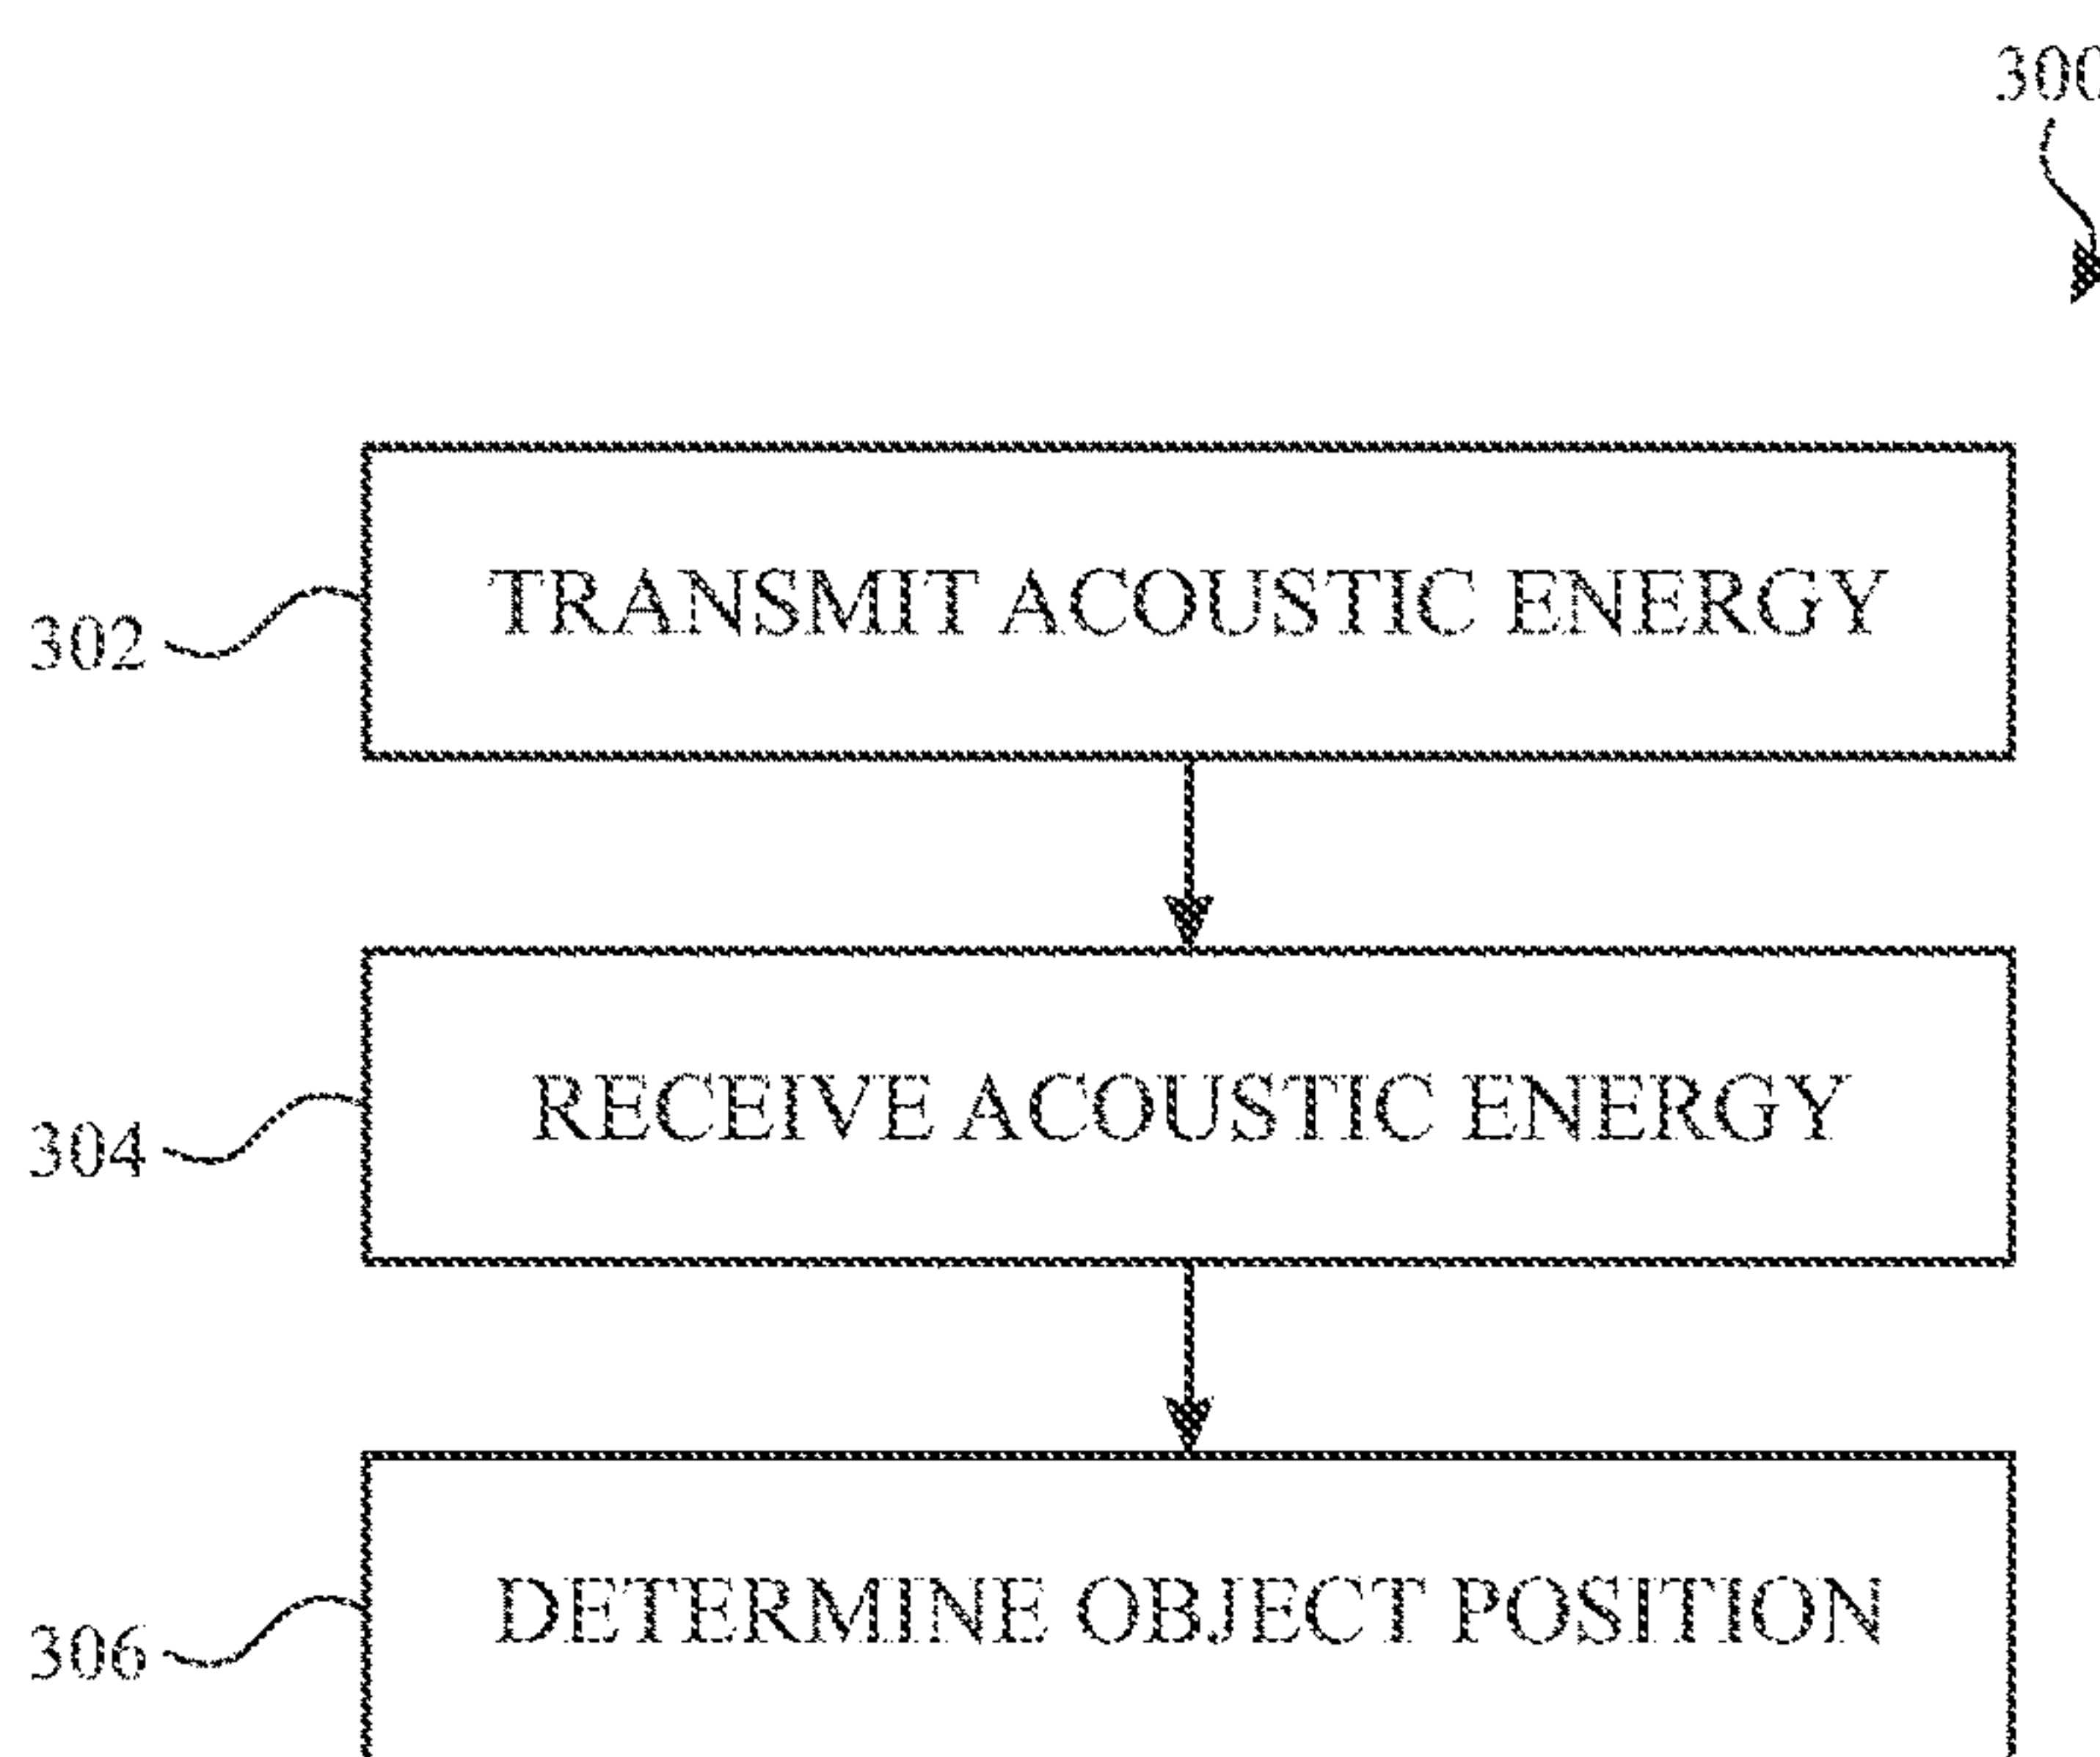 300
TRANSMIT ACOUSTIC ENERGY
302
RECEIVE ACOUSTIC ENERGY
304
DETERMINE OBJECT POSITION
306